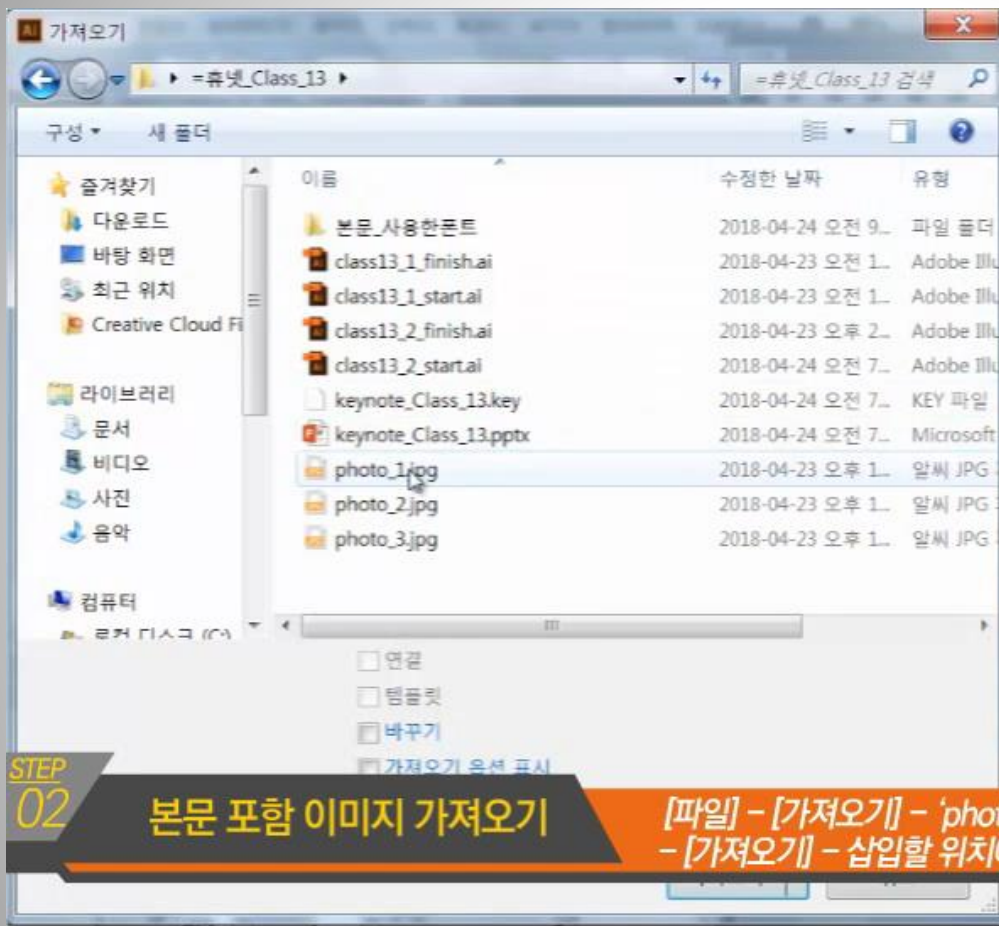 Ai 가져오기
=휴넷_Class_13
=휴넷_Class_13 검색
구성 새 폴더
이름 수정한 날짜 유형
즐겨찾기
다운로드
바탕 화면
최근 위치
Creative Cloud Fi
라이브러리
문서
비디오
사진
음악
컴퓨터
로컬 디스크 (C:)
본문_사용한폰트 2018-04-24 오전 9... 파일 폴더
class13_1_finish.ai 2018-04-23 오전 1... Adobe Illu
class13_1_start.ai 2018-04-23 오전 1... Adobe Illu
class13_2_finish.ai 2018-04-23 오후 2... Adobe Illu
class13_2_start.ai 2018-04-24 오전 7... Adobe Illu
keynote_Class_13.key 2018-04-24 오전 7... KEY 파일
keynote_Class_13.pptx 2018-04-24 오전 7... Microsoft
photo_1.jpg 2018-04-23 오후 1... 알씨 JPG
photo_2.jpg 2018-04-23 오후 1... 알씨 JPG
photo_3.jpg 2018-04-23 오후 1... 알씨 JPG
연결
템플릿
바꾸기
가져오기 옵션 표시
STEP
02
본문 포함 이미지 가져오기
[파일] – [가져오기] – ‘phot
– [가져오기] – 삽입할 위치에